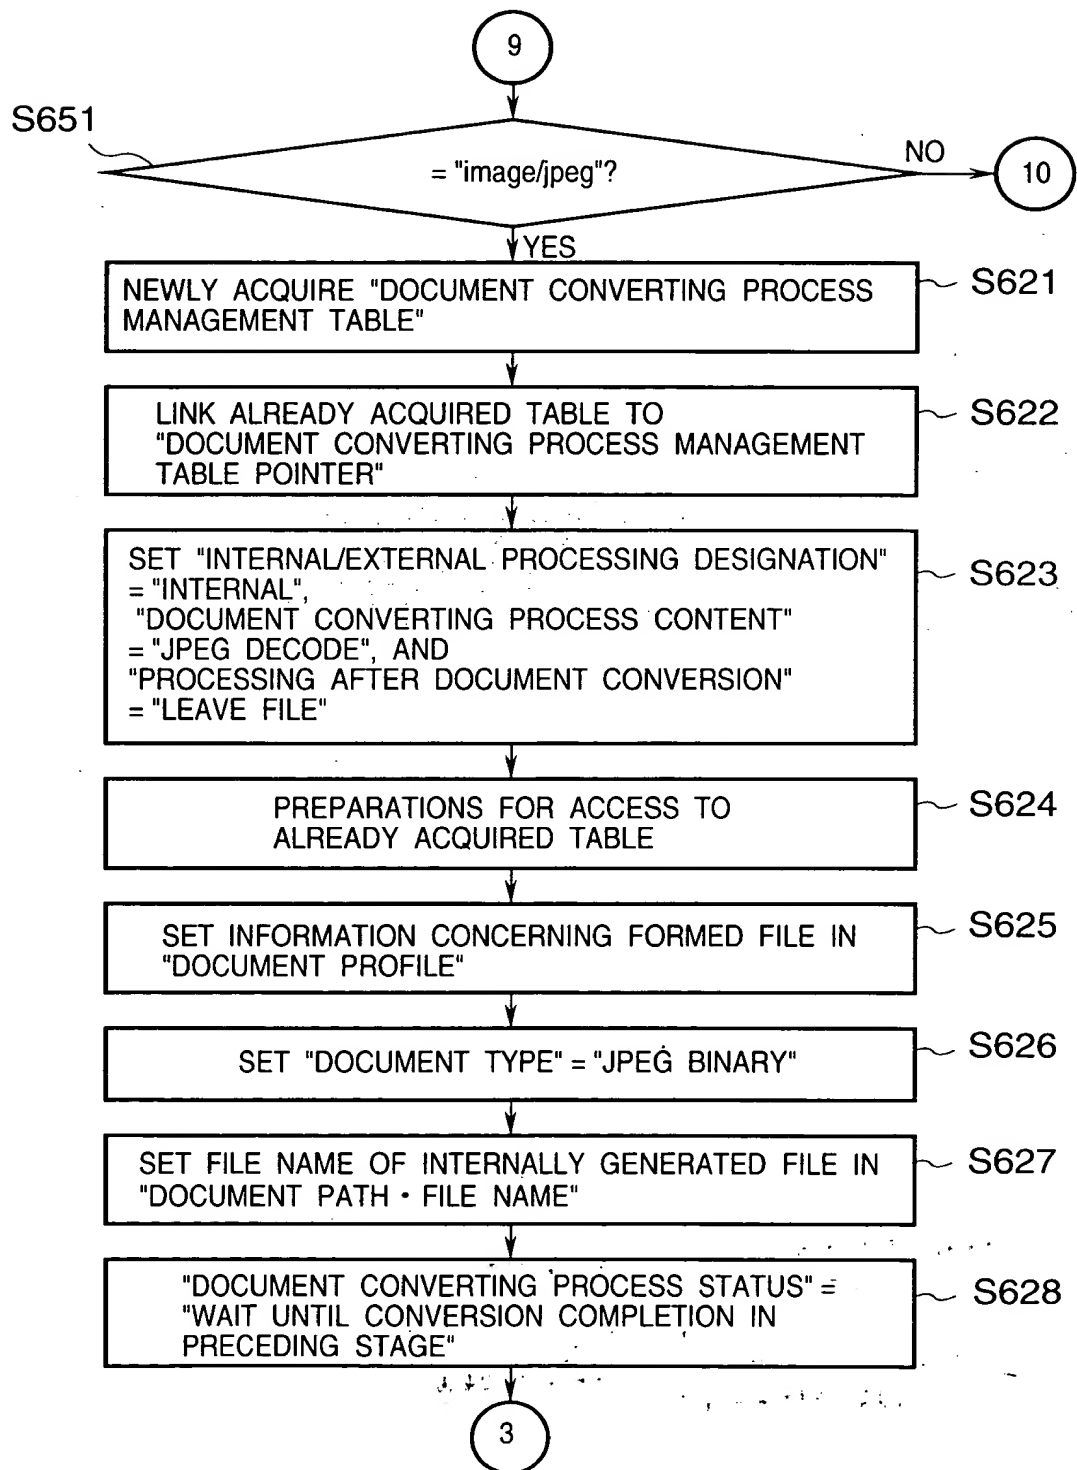 9
S651
= "image/jpeg"?
NO
10
YES
NEWLY ACQUIRE "DOCUMENT CONVERTING PROCESS
MANAGEMENT TABLE"
S621
LINK ALREADY ACQUIRED TABLE TO
"DOCUMENT CONVERTING PROCESS MANAGEMENT
TABLE POINTER"
S622
SET "INTERNAL/EXTERNAL PROCESSING DESIGNATION"
= "INTERNAL",
"DOCUMENT CONVERTING PROCESS CONTENT"
= "JPEG DECODE", AND
"PROCESSING AFTER DOCUMENT CONVERSION"
= "LEAVE FILE"
S623
PREPARATIONS FOR ACCESS TO
ALREADY ACQUIRED TABLE
S624
SET INFORMATION CONCERNING FORMED FILE IN
"DOCUMENT PROFILE"
S625
SET "DOCUMENT TYPE" = "JPEG BINARY"
S626
SET FILE NAME OF INTERNALLY GENERATED FILE IN
"DOCUMENT PATH • FILE NAME"
S627
"DOCUMENT CONVERTING PROCESS STATUS" =
"WAIT UNTIL CONVERSION COMPLETION IN
PRECEDING STAGE"
S628
3